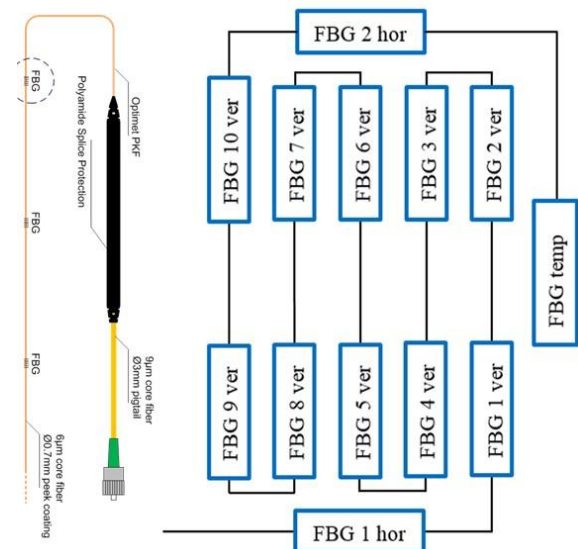 FBG
Polyamide Splice Protection
Optimet PKF
FBG
FBG
9µm core fiber
Ø3mm pigtail
6µm core fiber
Ø0.7mm peek coating
FBG 2 hor
FBG 10 ver
FBG 7 ver
FBG 6 ver
FBG 3 ver
FBG 2 ver
FBG temp
FBG 9 ver
FBG 8 ver
FBG 5 ver
FBG 4 ver
FBG 1 ver
FBG 1 hor